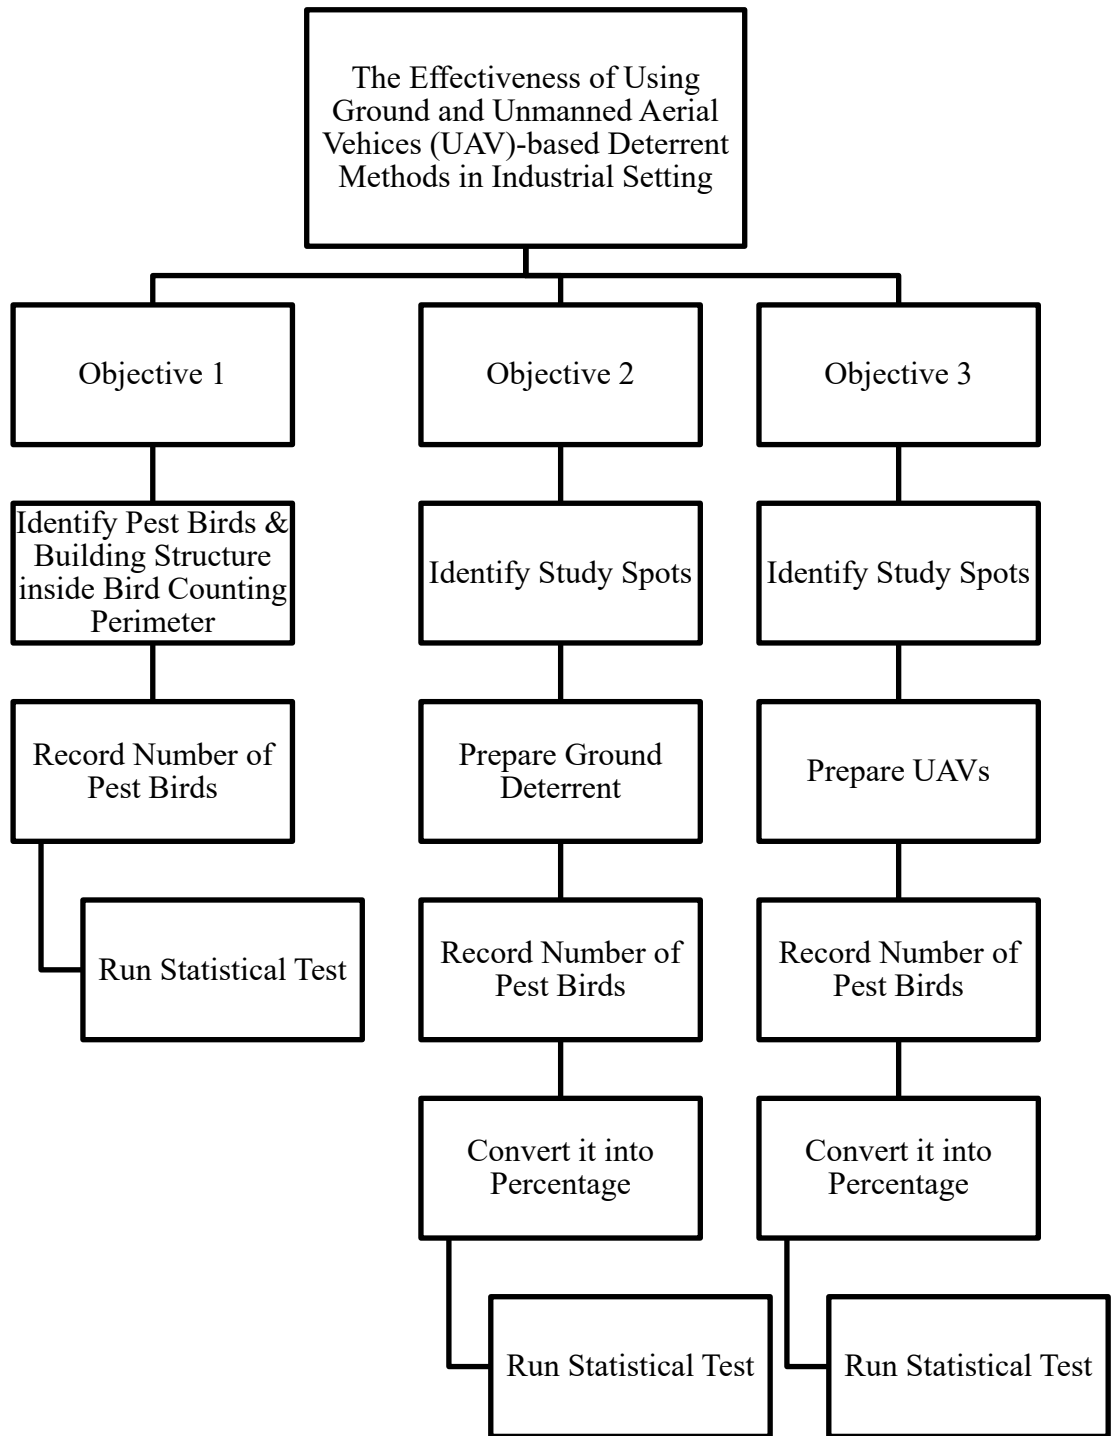 The Effectiveness of Using
Ground and Unmanned Aerial
Vehices (UAV)-based Deterrent
Methods in Industrial Setting
Objective 1
Objective 2
Objective 3
Identify Pest Birds &
Building Structure
inside Bird Counting
Perimeter
Identify Study Spots
Identify Study Spots
Record Number of
Pest Birds
Prepare Ground
Deterrent
Prepare UAVs
Run Statistical Test
Record Number of
Pest Birds
Record Number of
Pest Birds
Convert it into
Percentage
Convert it into
Percentage
Run Statistical Test
Run Statistical Test